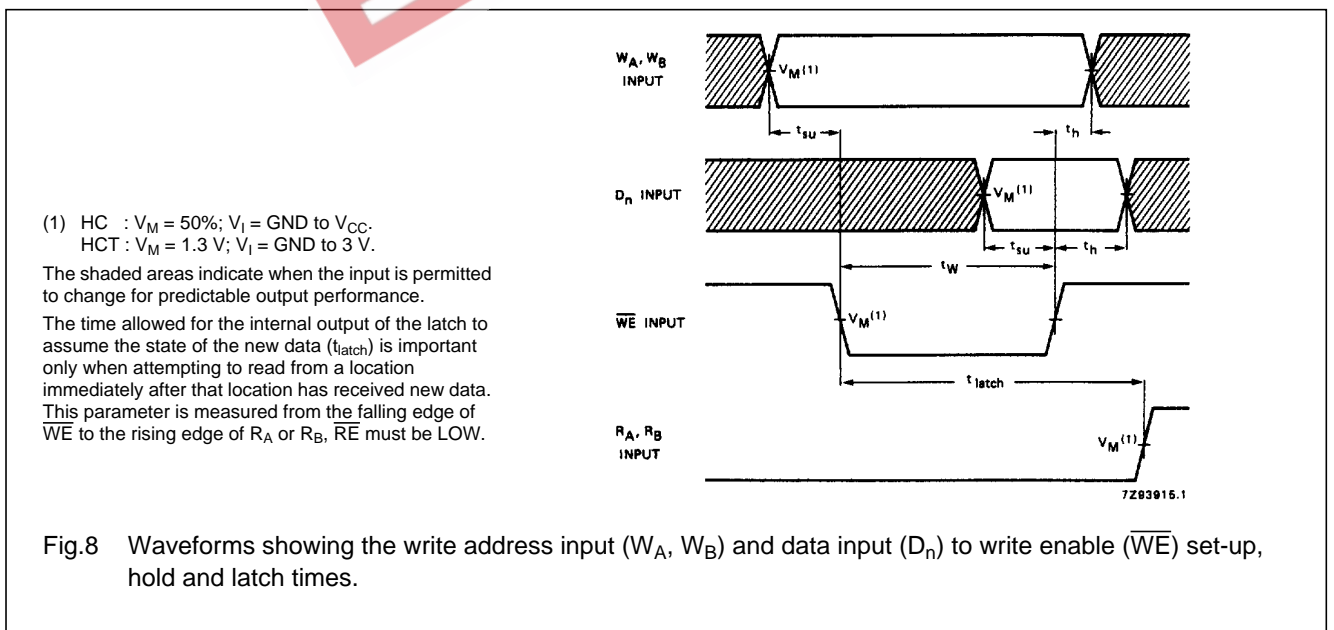 W_A, W_B
INPUT
V_M(1)
t_su
t_h
D_n INPUT
V_M(1)
t_su
t_h
t_W
WE INPUT
V_M(1)
t_latch
R_A, R_B
INPUT
V_M(1)
7Z93915.1
(1) HC : V_M = 50%; V_I = GND to V_CC.
HCT : V_M = 1.3 V; V_I = GND to 3 V.
The shaded areas indicate when the input is permitted
to change for predictable output performance.
The time allowed for the internal output of the latch to
assume the state of the new data (t_latch) is important
only when attempting to read from a location
immediately after that location has received new data.
This parameter is measured from the falling edge of
WE to the rising edge of R_A or R_B, RE must be LOW.
Fig.8 Waveforms showing the write address input (W_A, W_B) and data input (D_n) to write enable (WE) set-up,
hold and latch times.